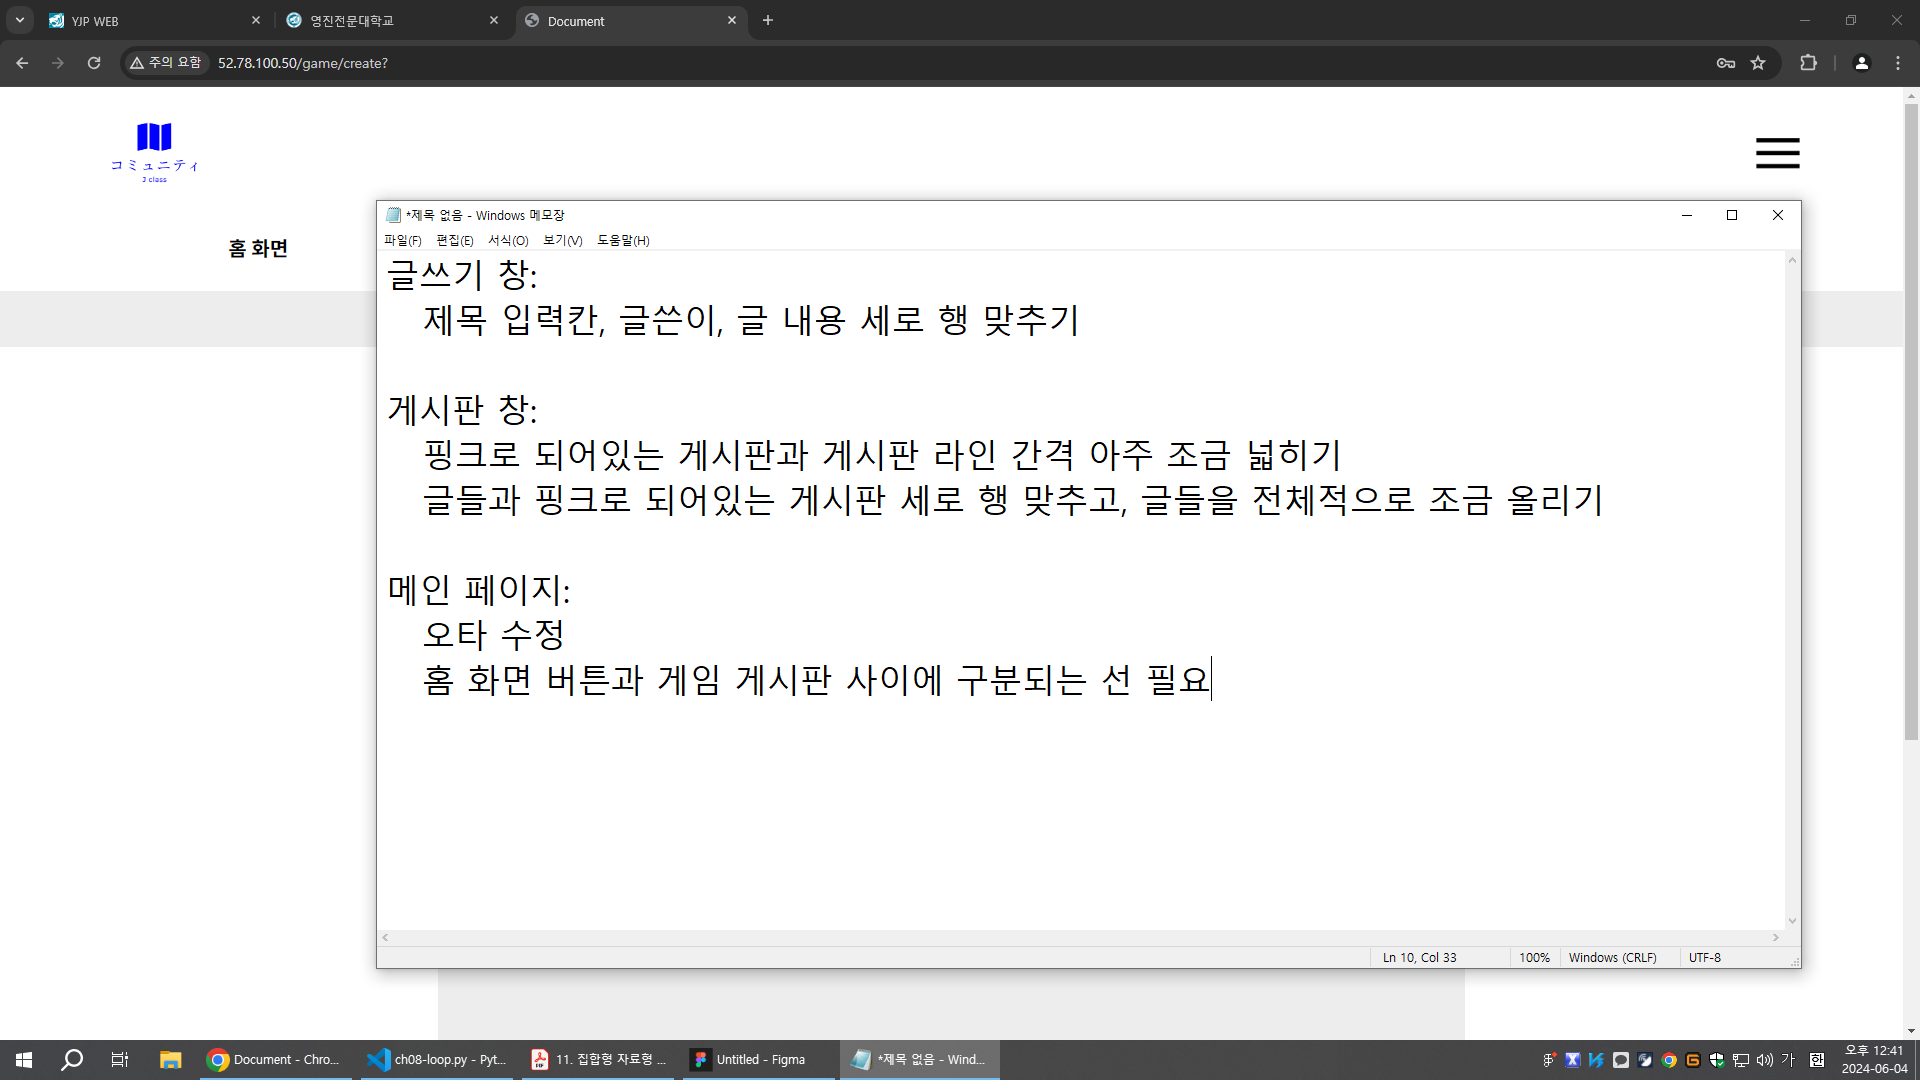 YJP WEB
영진전문대학교
Document
주의 요함
52.78.100.50/game/create?
コミュニティ
J class
홈 화면
*제목 없음 - Windows 메모장
파일(F) 편집(E) 서식(O) 보기(V) 도움말(H)
글쓰기 창:
제목 입력칸, 글쓴이, 글 내용 세로 행 맞추기
게시판 창:
핑크로 되어있는 게시판과 게시판 라인 간격 아주 조금 넓히기
글들과 핑크로 되어있는 게시판 세로 행 맞추고, 글들을 전체적으로 조금 올리기
메인 페이지:
오타 수정
홈 화면 버튼과 게임 게시판 사이에 구분되는 선 필요
Ln 10, Col 33
100%
Windows (CRLF)
UTF-8
Document - Chro...
ch08-loop.py - Pyt...
11. 집합형 자료형 ...
Untitled - Figma
*제목 없음 - Wind...
가
한
오후 12:41
2024-06-04